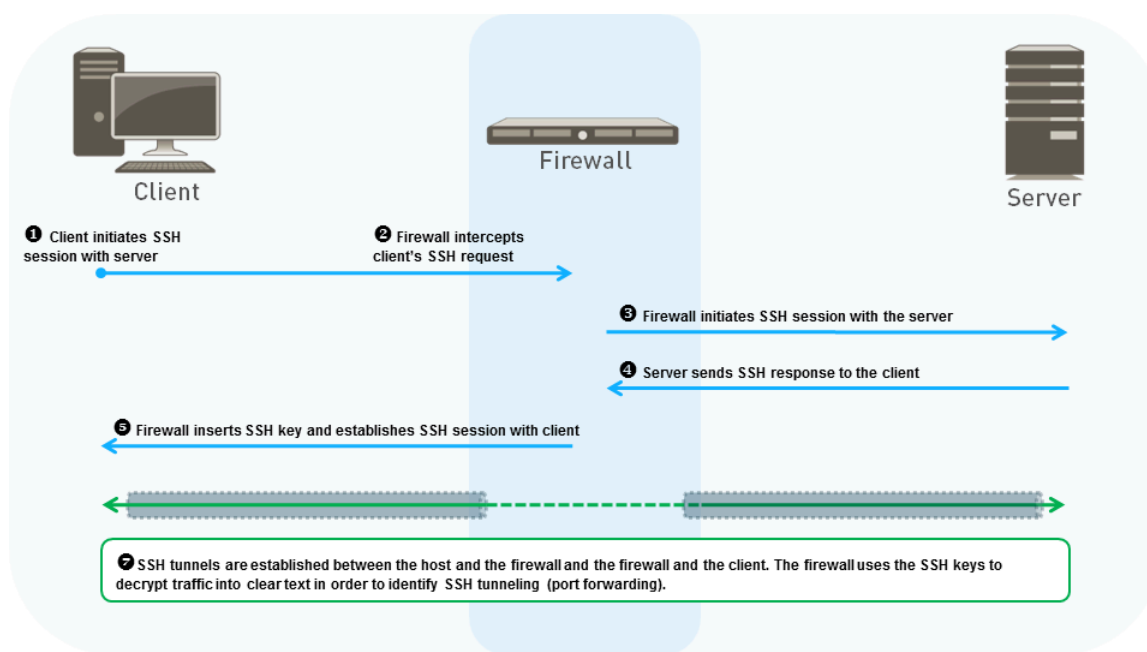 Client
Firewall
Server
❶ Client initiates SSH
session with server
❷ Firewall intercepts
client's SSH request
❸ Firewall initiates SSH session with the server
❹ Server sends SSH response to the client
❺ Firewall inserts SSH key and establishes SSH session with client
❼ SSH tunnels are established between the host and the firewall and the firewall and the client. The firewall uses the SSH keys to
decrypt traffic into clear text in order to identify SSH tunneling (port forwarding).